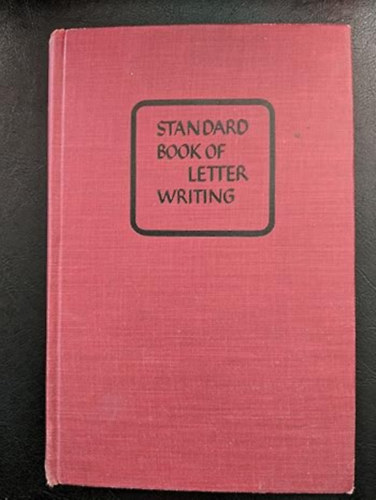 STANDARD
BOOK OF
LETTER
WRITING